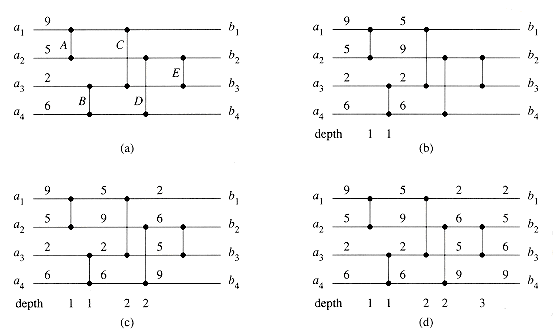 a1 9 b1
A C
a2 5 b2
E
a3 2 b3
B D
a4 6 b4
(a)
a1 9 5 b1
a2 5 9 b2
a3 2 2 b3
a4 6 6 b4
depth 1 1
(b)
a1 9 5 2 b1
a2 5 9 6 b2
a3 2 2 5 b3
a4 6 6 9 b4
depth 1 1 2 2
(c)
a1 9 5 2 2 b1
a2 5 9 6 5 b2
a3 2 2 5 6 b3
a4 6 6 9 9 b4
depth 1 1 2 2 3
(d)